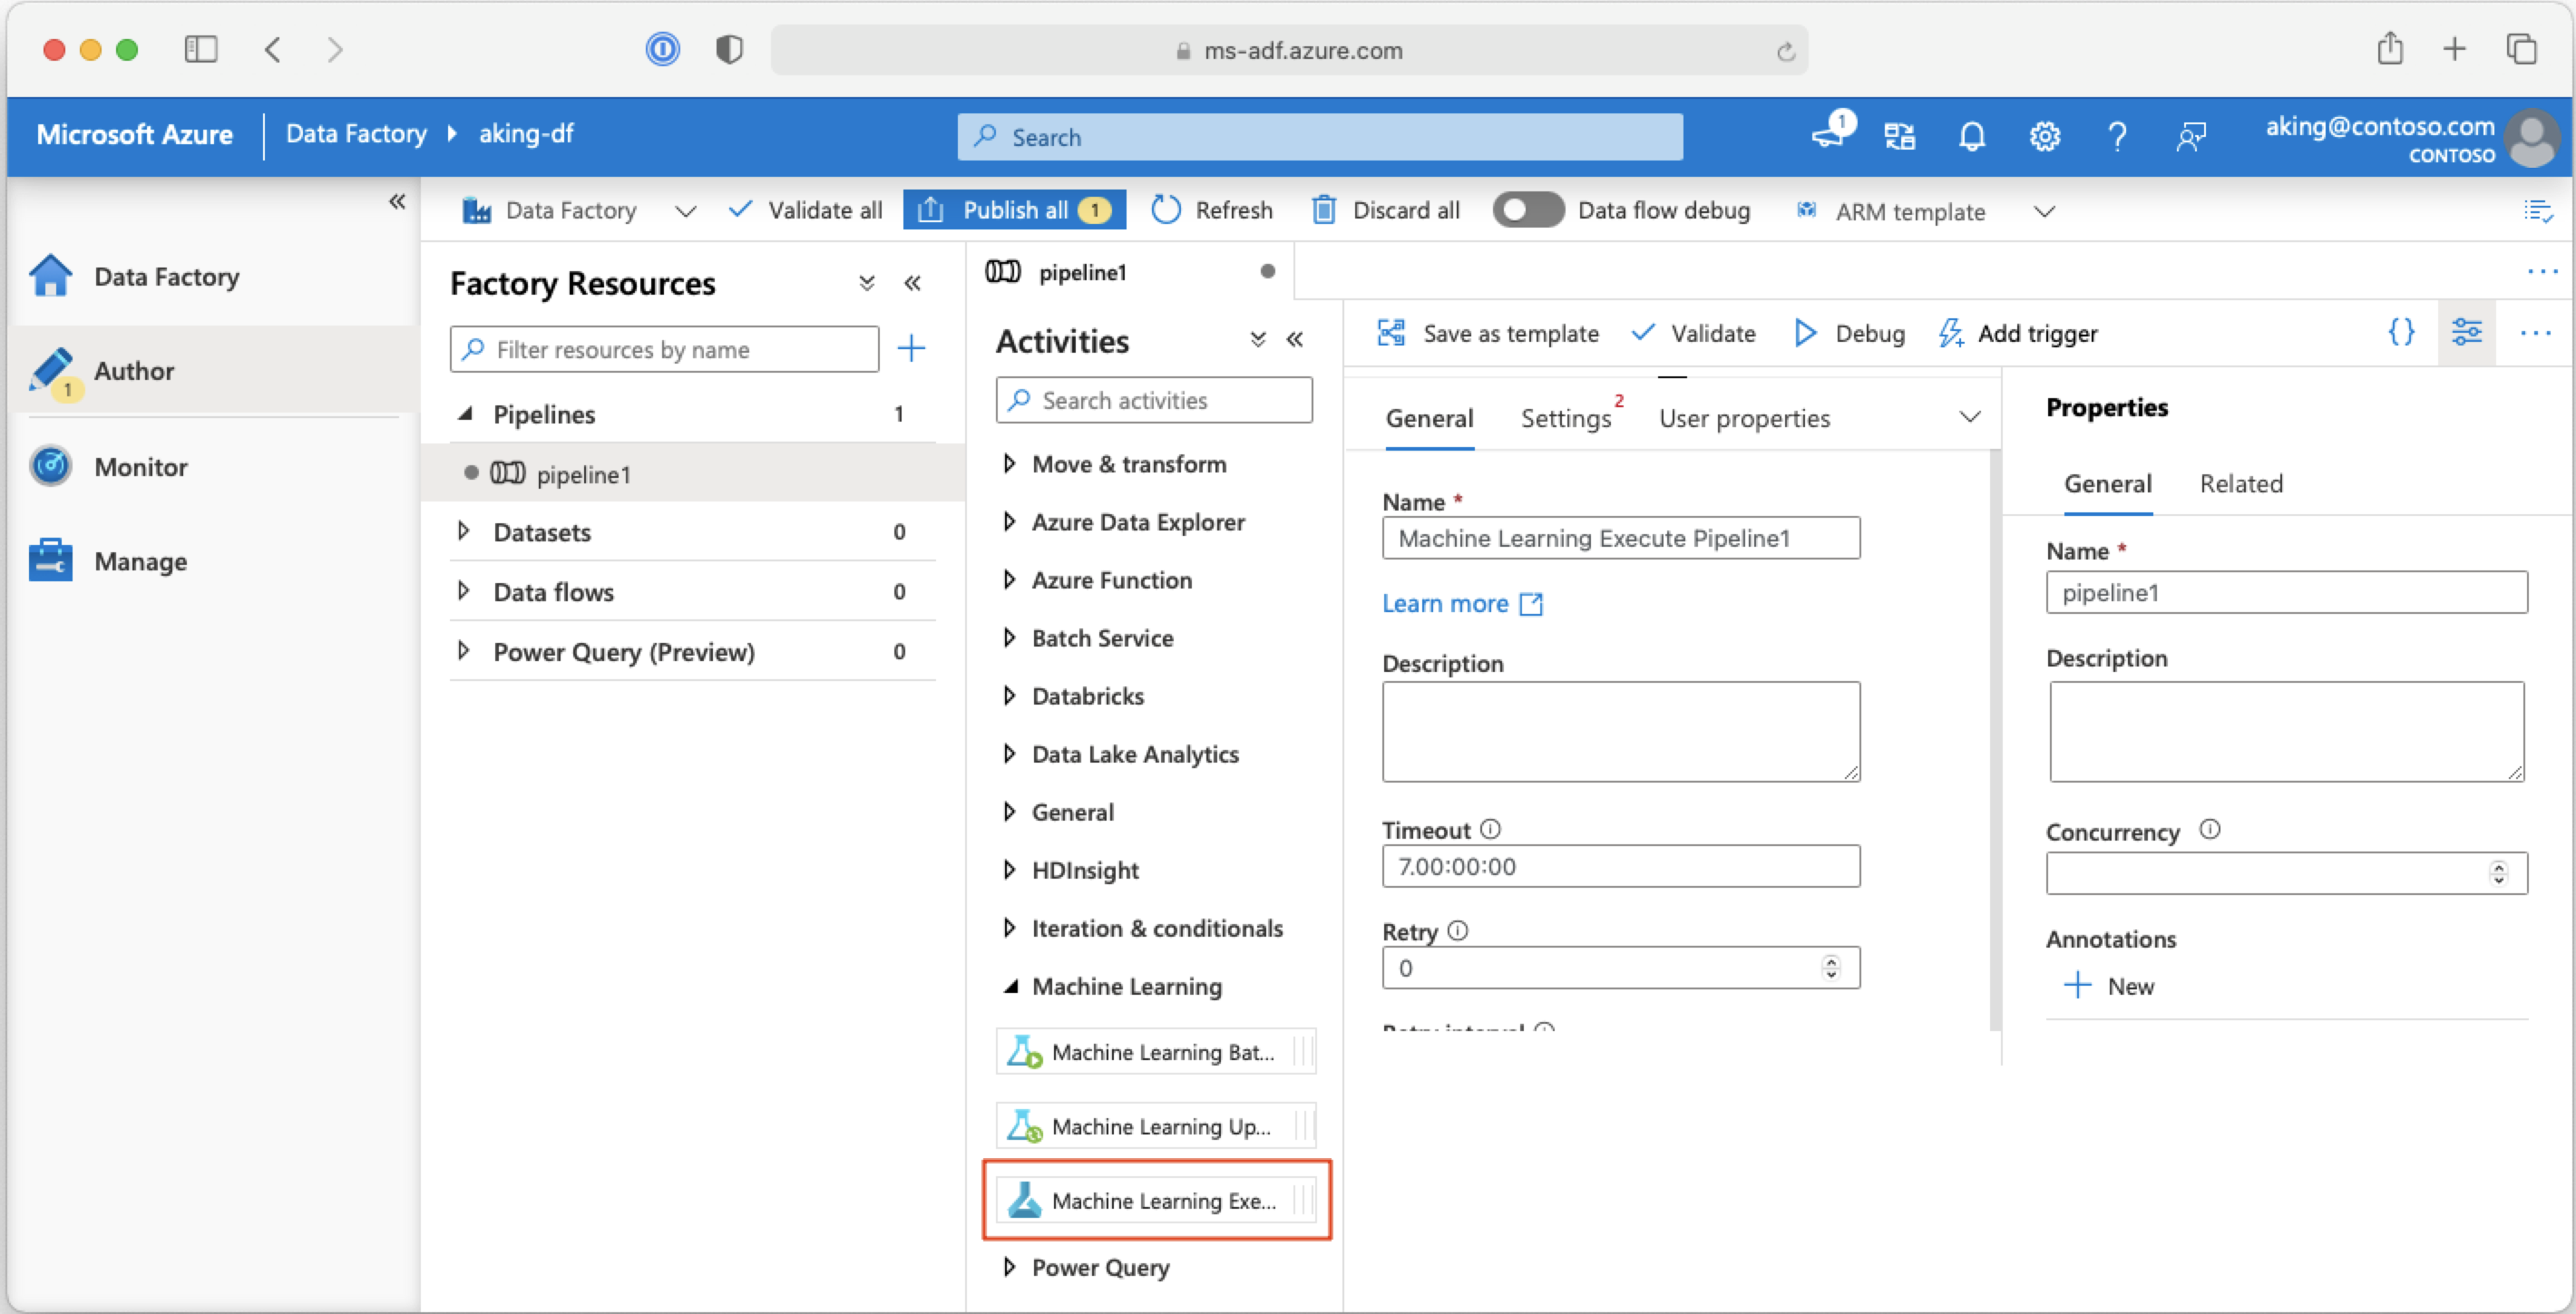 ms-adf.azure.com
Microsoft Azure
Data Factory
aking-df
Search
1
aking@contoso.com
CONTOSO
Data Factory
Validate all
Publish all
1
Refresh
Discard all
Data flow debug
ARM template
Data Factory
Author
1
Monitor
Manage
Factory Resources
Filter resources by name
Pipelines
1
pipeline1
Datasets
0
Data flows
0
Power Query (Preview)
0
pipeline1
Activities
Search activities
Move & transform
Azure Data Explorer
Azure Function
Batch Service
Databricks
Data Lake Analytics
General
HDInsight
Iteration & conditionals
Machine Learning
Machine Learning Bat...
Machine Learning Up...
Machine Learning Exe...
Power Query
Save as template
Validate
Debug
Add trigger
General
Settings
2
User properties
Name *
Machine Learning Execute Pipeline1
Learn more
Description
Timeout
7.00:00:00
Retry
0
Retry interval
Properties
General
Related
Name *
pipeline1
Description
Concurrency
Annotations
New